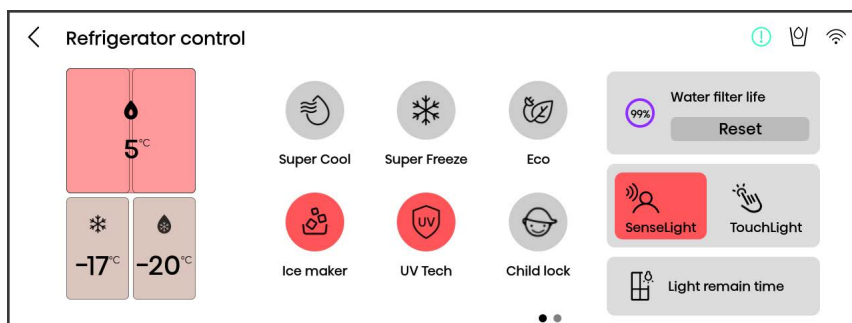 Refrigerator control
5°C
-17°C
-20°C
Super Cool
Super Freeze
Eco
Ice maker
UV
UV Tech
Child lock
99%
Water filter life
Reset
SenseLight
TouchLight
Light remain time